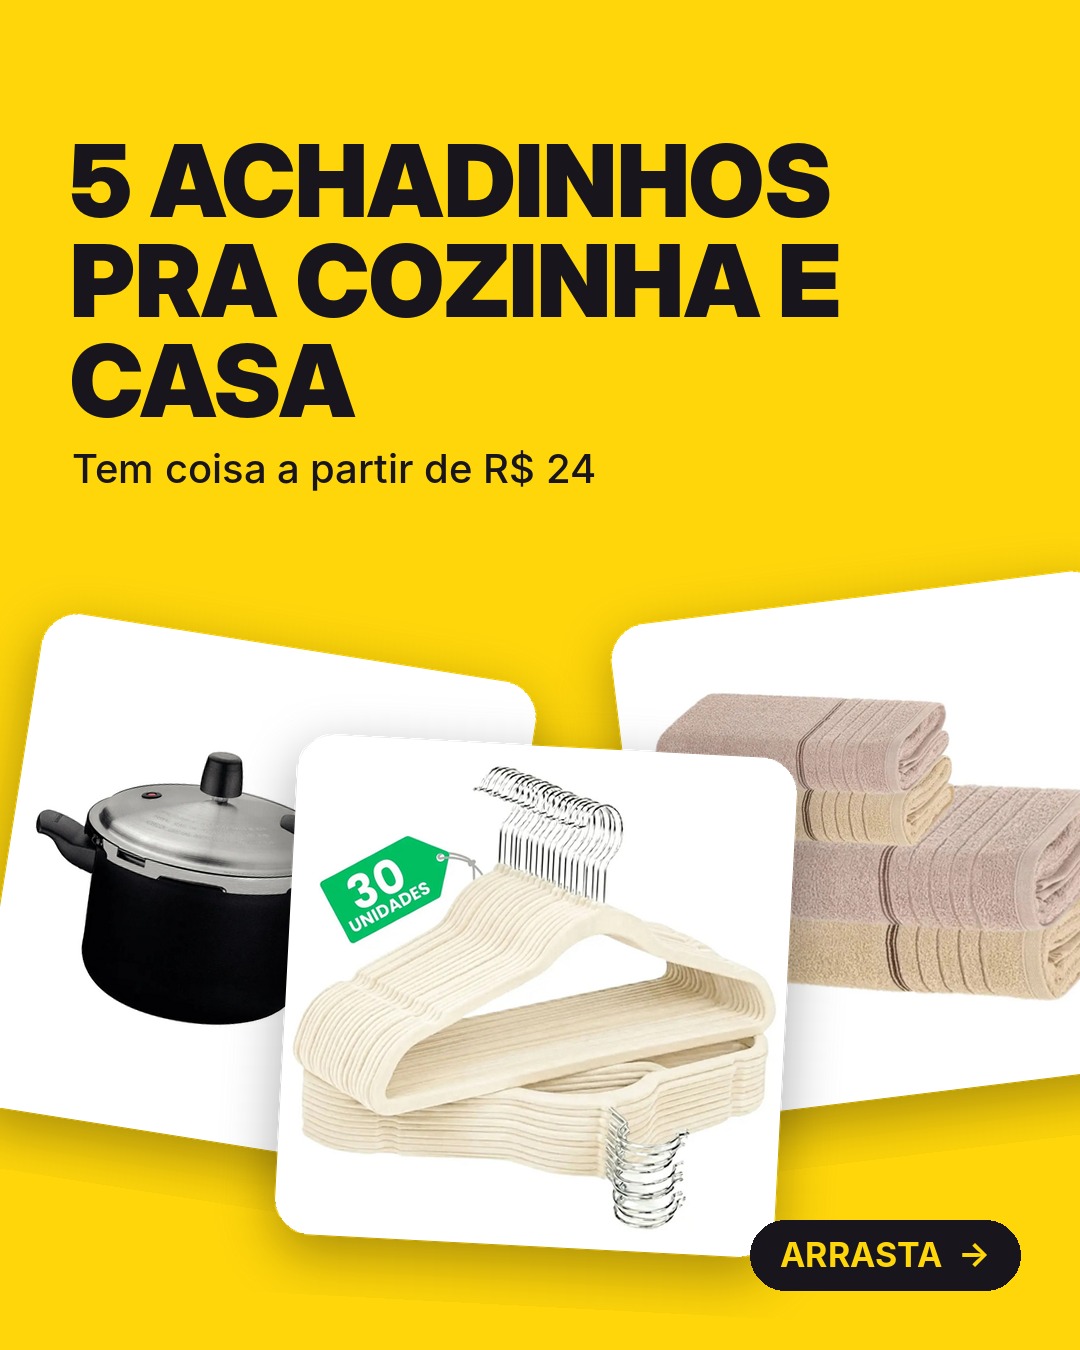 5 ACHADINHOS
PRA COZINHA E
CASA
Tem coisa a partir de R$ 24
30
UNIDADES
ARRASTA →